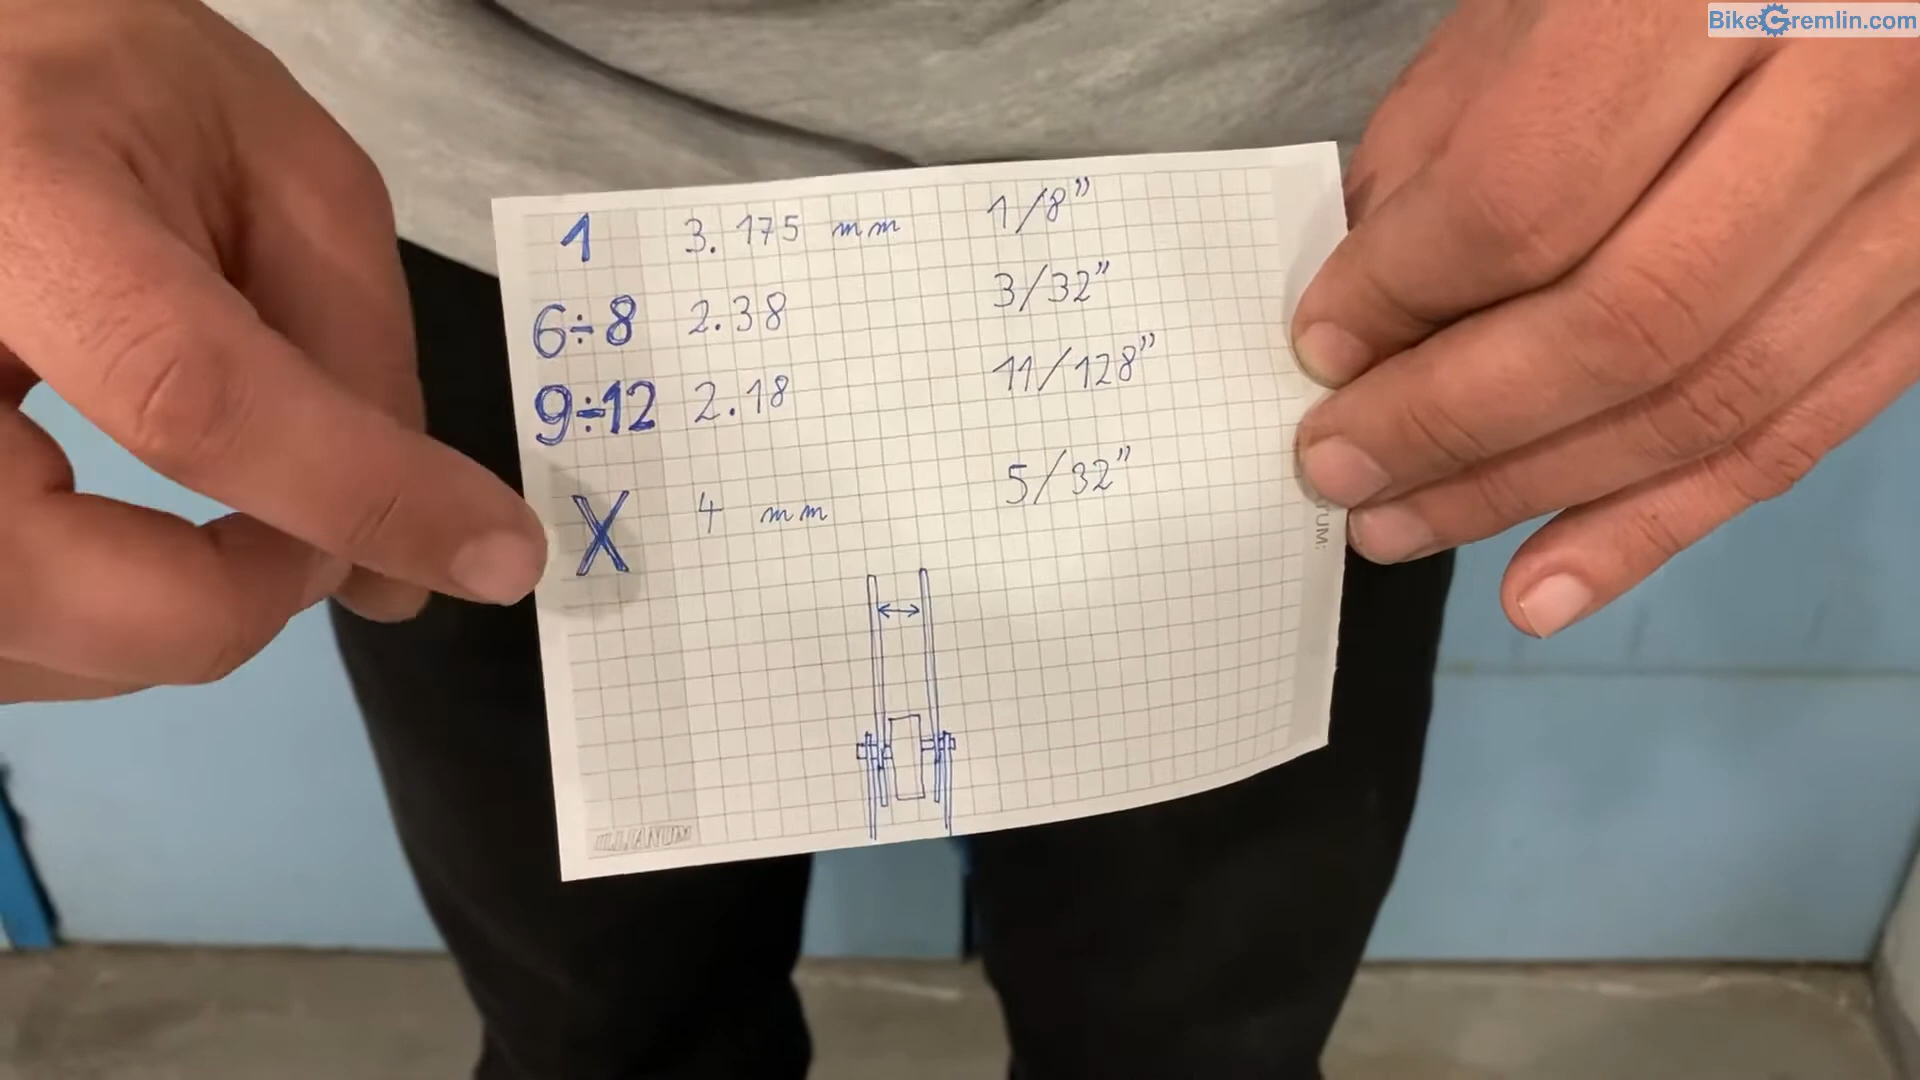 BikeGremlin.com
1 3.175 mm 1/8"
6÷8 2.38 3/32"
9÷12 2.18 11/128"
X 4 mm 5/32"
TUM: